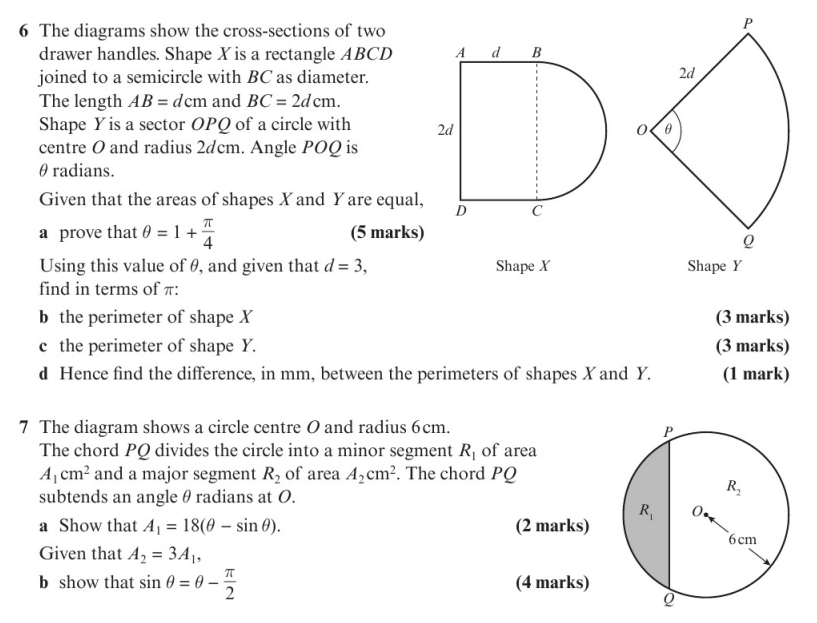 6 The diagrams show the cross-sections of two
drawer handles. Shape X is a rectangle ABCD
joined to a semicircle with BC as diameter.
The length AB = d cm and BC = 2d cm.
Shape Y is a sector OPQ of a circle with
centre O and radius 2d cm. Angle POQ is
θ radians.
Given that the areas of shapes X and Y are equal,
a prove that θ = 1 + π/4 (5 marks)
A d B
2d
D C
Shape X
P
2d
O θ
Q
Shape Y
Using this value of θ, and given that d = 3,
find in terms of π:
b the perimeter of shape X (3 marks)
c the perimeter of shape Y. (3 marks)
d Hence find the difference, in mm, between the perimeters of shapes X and Y. (1 mark)
7 The diagram shows a circle centre O and radius 6 cm.
The chord PQ divides the circle into a minor segment R₁ of area
A₁ cm² and a major segment R₂ of area A₂ cm². The chord PQ
subtends an angle θ radians at O.
a Show that A₁ = 18(θ – sin θ). (2 marks)
Given that A₂ = 3A₁,
b show that sin θ = θ – π/2 (4 marks)
P
R₂
R₁ O
6 cm
Q